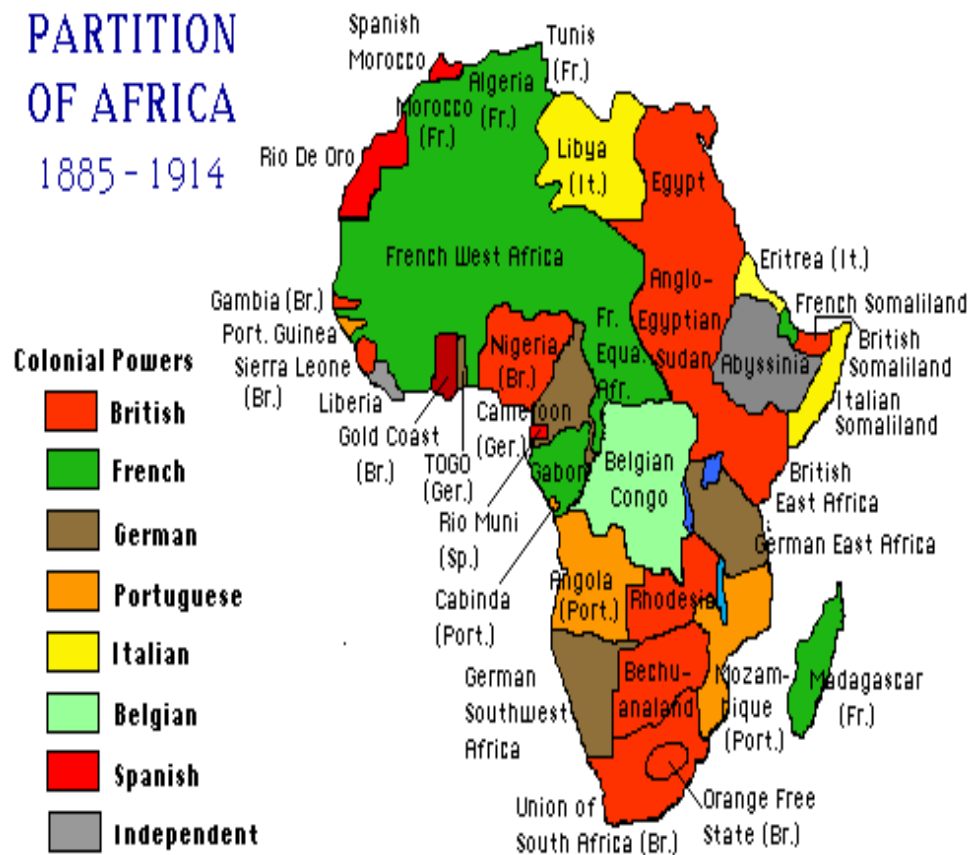 PARTITION
OF AFRICA
1885 - 1914
Spanish
Morocco
Tunis
(Fr.)
Algeria
(Fr.)
Morocco
(Fr.)
Rio De Oro
Libya
(It.)
Egypt
French West Africa
Anglo-
Egyptian
Sudan
Eritrea (It.)
French Somaliland
British
Somaliland
Italian
Somaliland
Abyssinia
Gambia (Br.)
Port. Guinea
Sierra Leone
(Br.)
Liberia
Gold Coast
(Br.)
TOGO
(Ger.)
Nigeria
(Br.)
Fr.
Equa.
Afr.
Cameroon
(Ger.)
Gabon
Rio Muni
(Sp.)
Cabinda
(Port.)
Belgian
Congo
British
East Africa
German East Africa
Angola
(Port.)
Rhodesia
German
Southwest
Africa
Bechu-
analand
Mozam-
bique
(Port.)
Madagascar
(Fr.)
Union of
South Africa (Br.)
Orange Free
State (Br.)
Colonial Powers
British
French
German
Portuguese
Italian
Belgian
Spanish
Independent